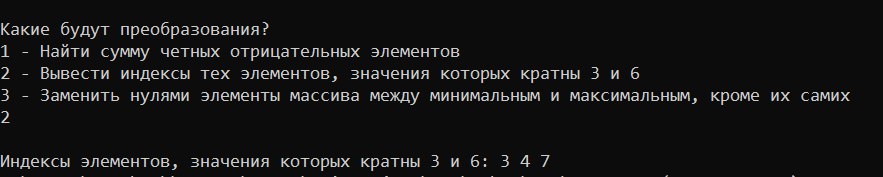 Какие будут преобразования?
1 - Найти сумму четных отрицательных элементов
2 - Вывести индексы тех элементов, значения которых кратны 3 и 6
3 - Заменить нулями элементы массива между минимальным и максимальным, кроме их самих
2
Индексы элементов, значения которых кратны 3 и 6: 3 4 7